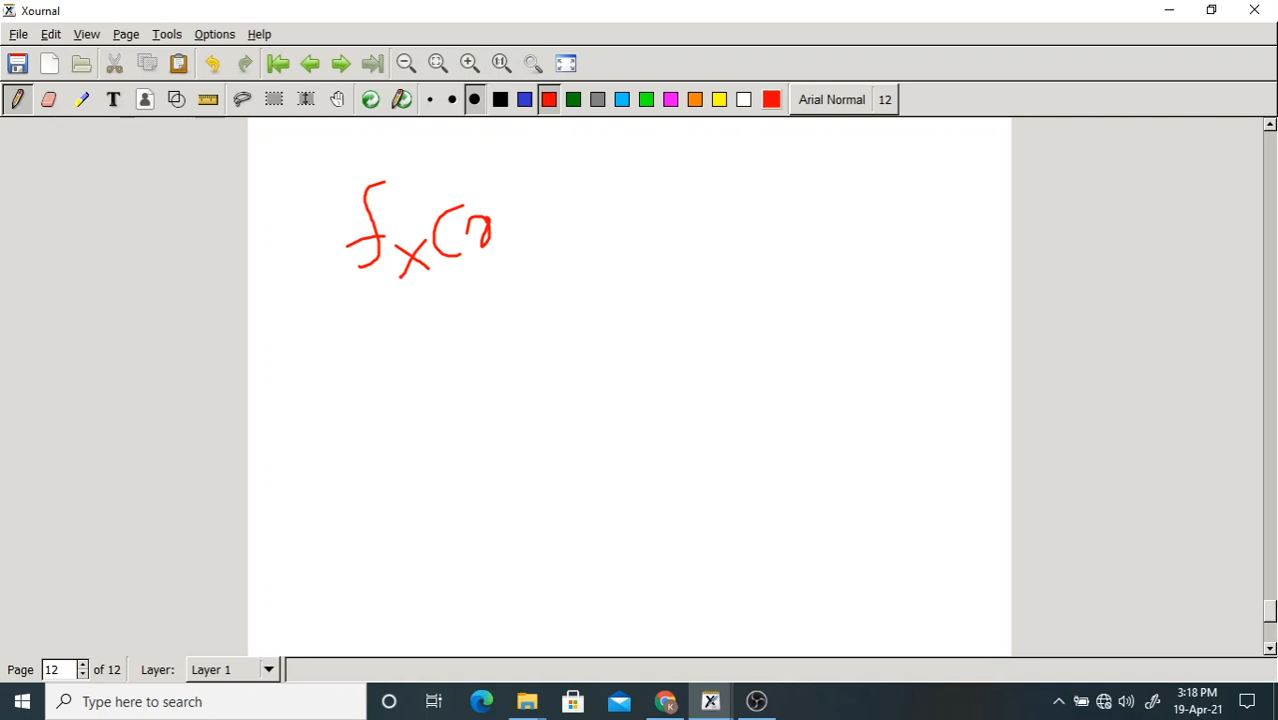 Xournal
File Edit View Page Tools Options Help
T Arial Normal 12
f_X(
Page 12 of 12 Layer: Layer 1
Type here to search
3:18 PM
19-Apr-21